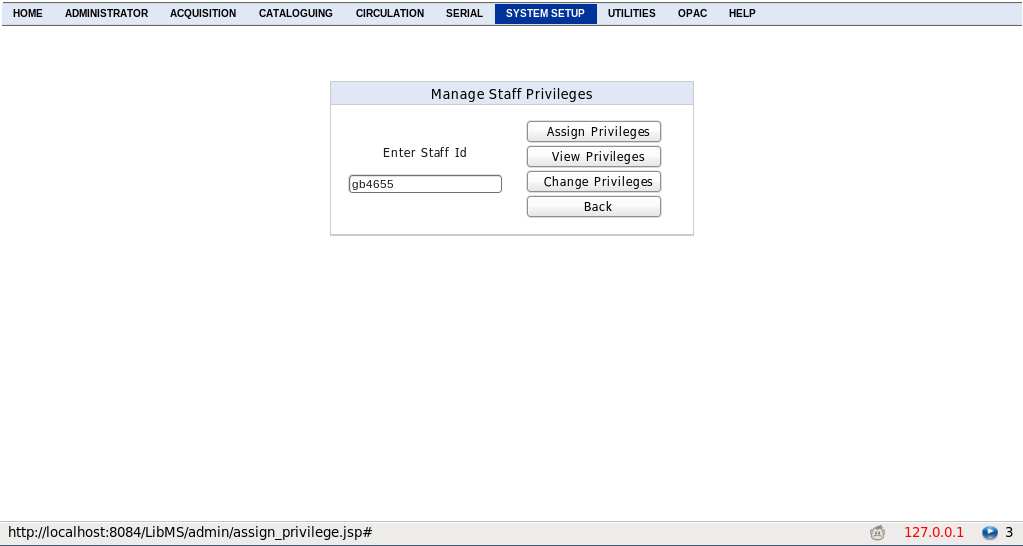 HOME ADMINISTRATOR ACQUISITION CATALOGUING CIRCULATION SERIAL SYSTEM SETUP UTILITIES OPAC HELP
Manage Staff Privileges
Enter Staff Id
gb4655
Assign Privileges
View Privileges
Change Privileges
Back
http://localhost:8084/LibMS/admin/assign_privilege.jsp# 127.0.0.1 3